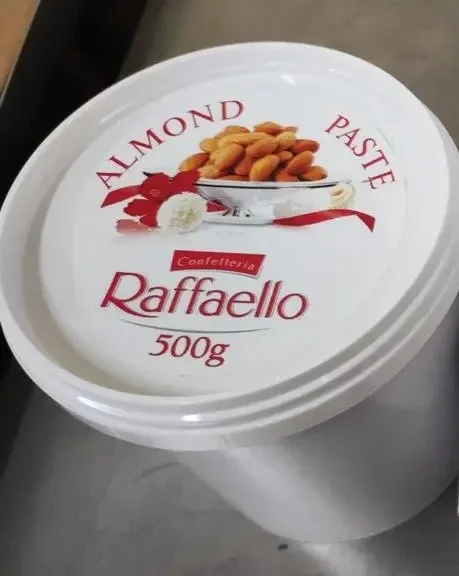 ALMOND PASTE
Confetteria
Raffaello
500g